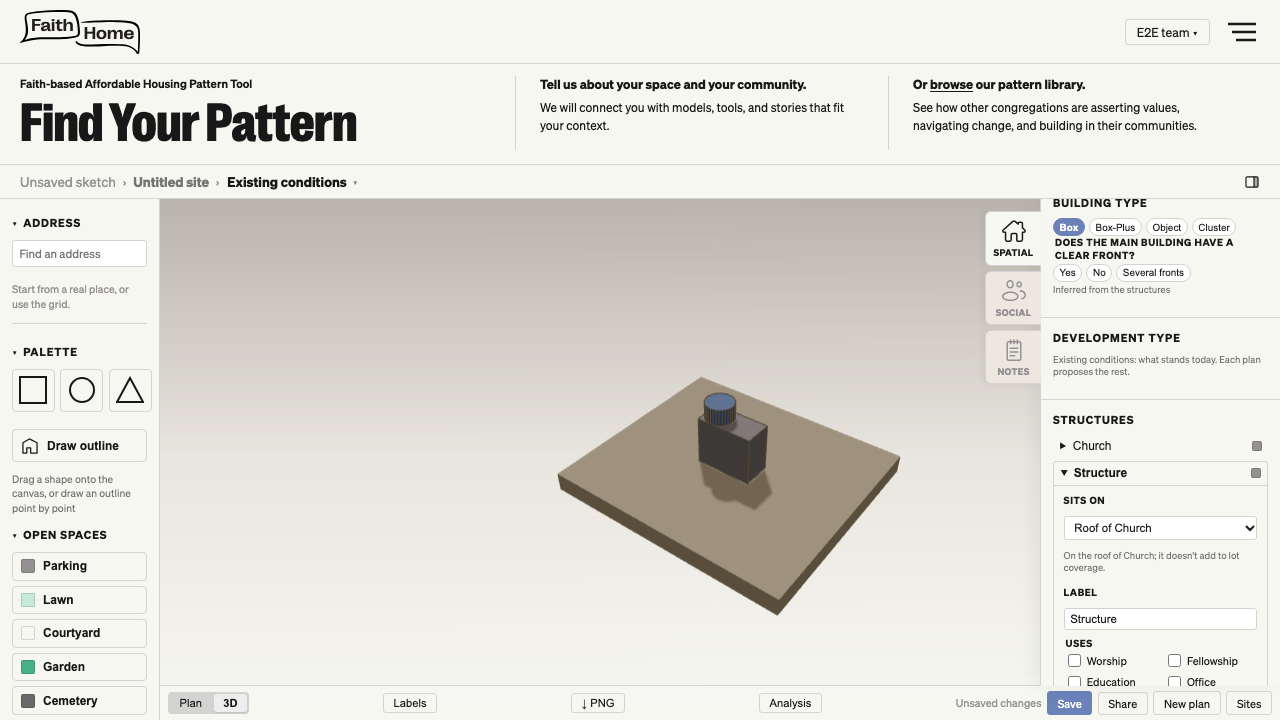 Faith
Home
E2E team ▾
Faith-based Affordable Housing Pattern Tool
Find Your Pattern
Tell us about your space and your community.
We will connect you with models, tools, and stories that fit
your context.
Or browse our pattern library.
See how other congregations are asserting values,
navigating change, and building in their communities.
Unsaved sketch › Untitled site › Existing conditions ▾
▾ ADDRESS
Find an address
Start from a real place, or
use the grid.
▾ PALETTE
Draw outline
Drag a shape onto the
canvas, or draw an outline
point by point
▾ OPEN SPACES
Parking
Lawn
Courtyard
Garden
Cemetery
SPATIAL
SOCIAL
NOTES
BUILDING TYPE
Box Box-Plus Object Cluster
DOES THE MAIN BUILDING HAVE A
CLEAR FRONT?
Yes No Several fronts
Inferred from the structures
DEVELOPMENT TYPE
Existing conditions: what stands today. Each plan
proposes the rest.
STRUCTURES
Church
Structure
SITS ON
Roof of Church
On the roof of Church; it doesn't add to lot
coverage.
LABEL
Structure
USES
Worship Fellowship
Education Office
Plan 3D Labels ↓ PNG Analysis Unsaved changes Save Share New plan Sites